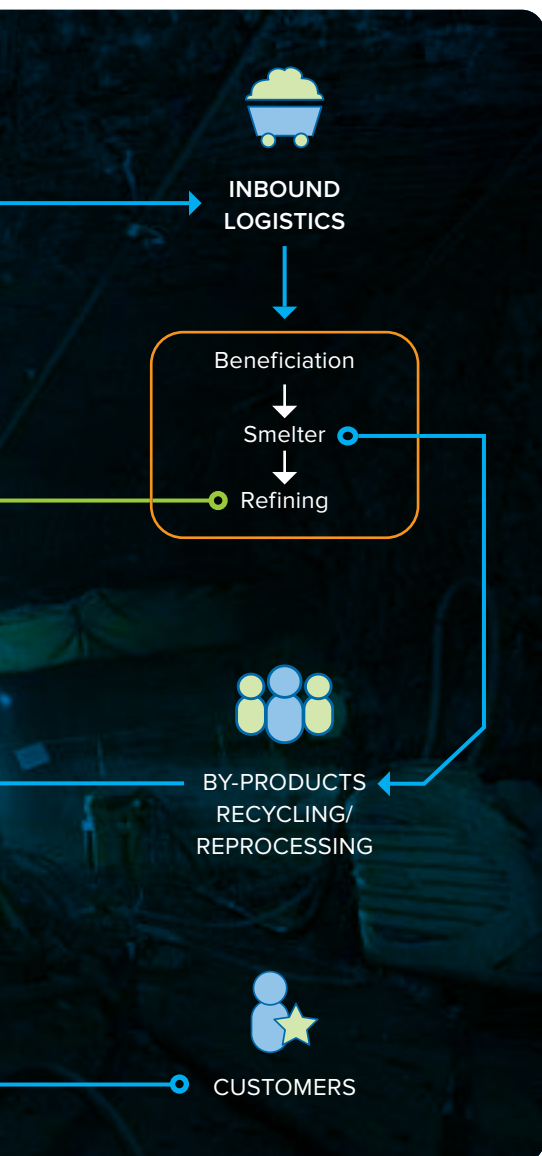 INBOUND
LOGISTICS
Beneficiation
Smelter
Refining
BY-PRODUCTS
RECYCLING/
REPROCESSING
CUSTOMERS